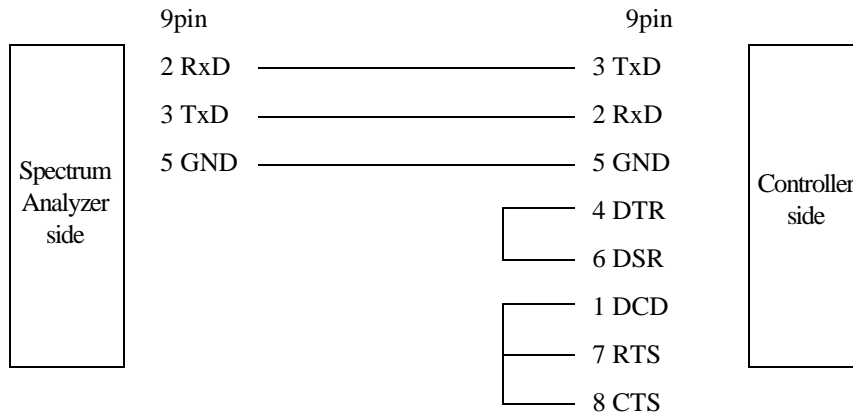 9pin 9pin
2 RxD 3 TxD
3 TxD 2 RxD
5 GND 5 GND
Spectrum
Analyzer
side
Controller
side
4 DTR
6 DSR
1 DCD
7 RTS
8 CTS